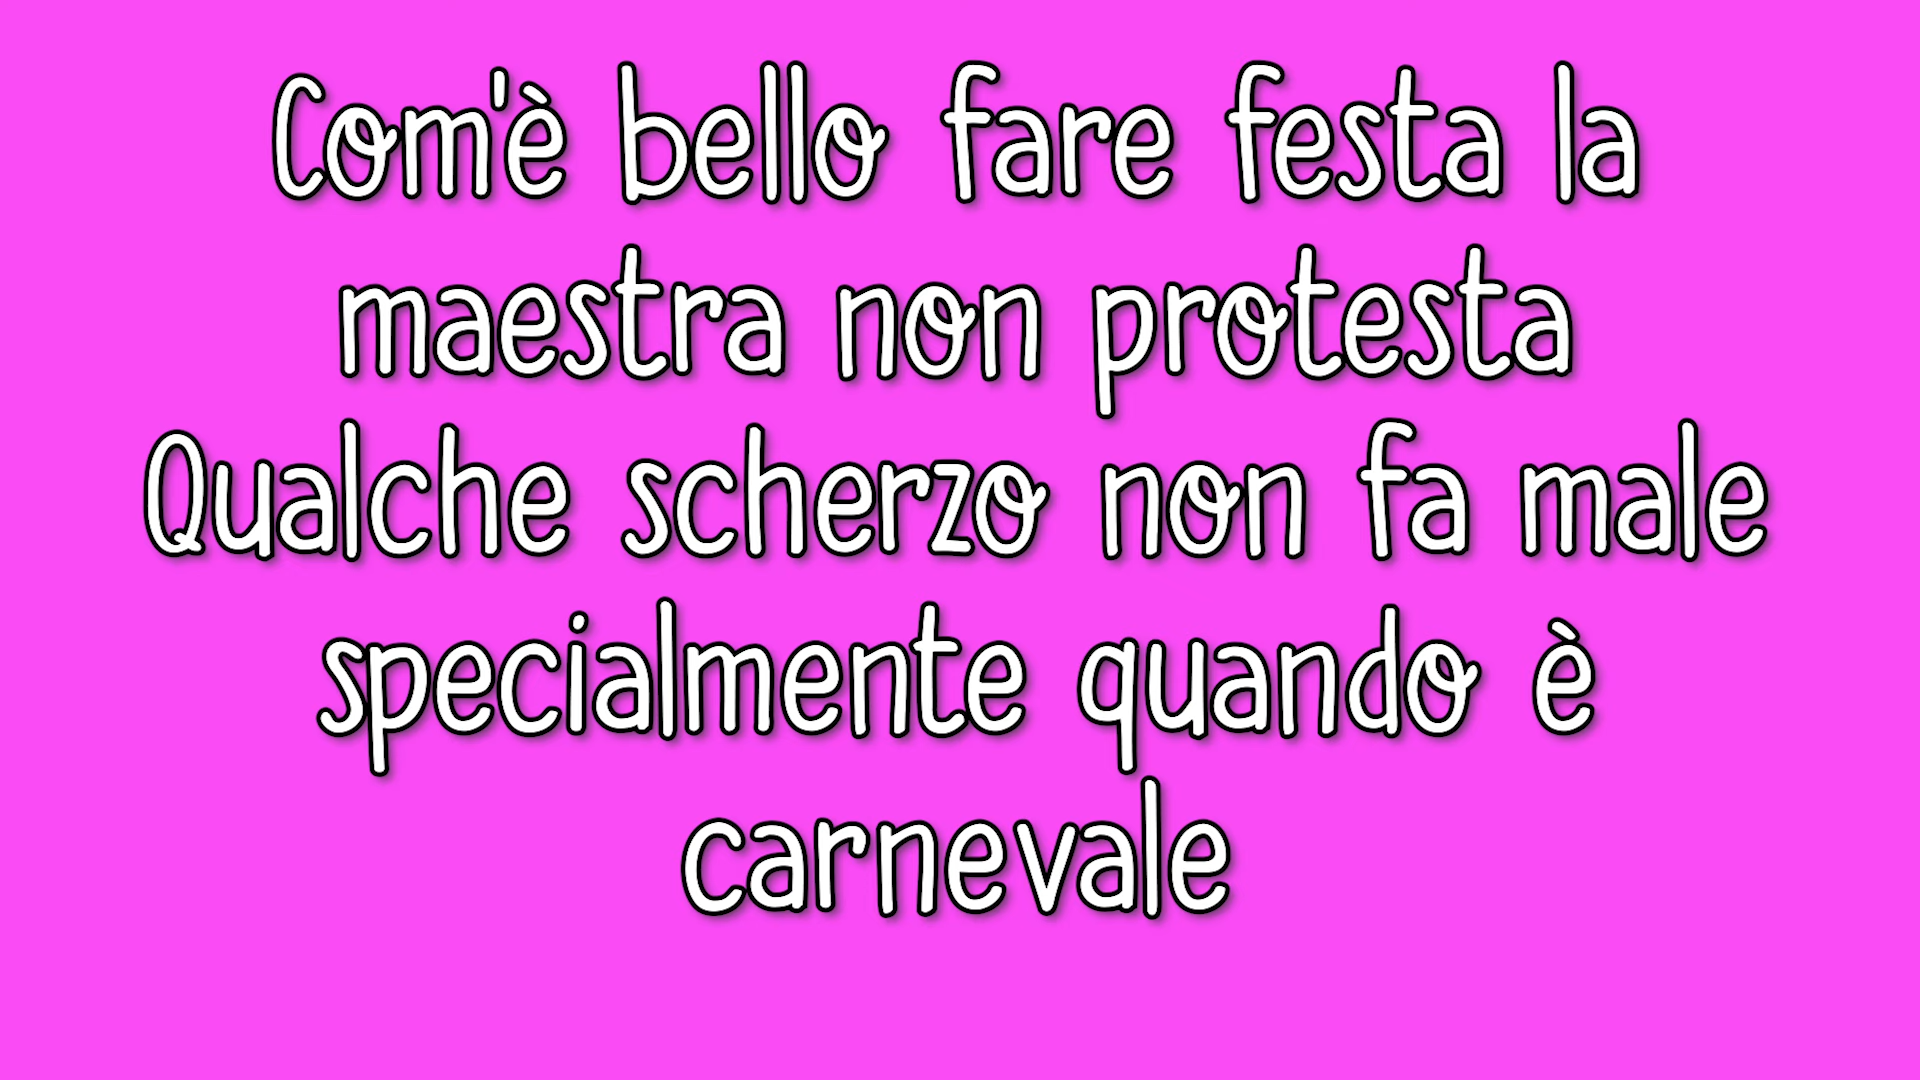 Com'è bello fare festa la
maestra non protesta
Qualche scherzo non fa male
specialmente quando è
carnevale